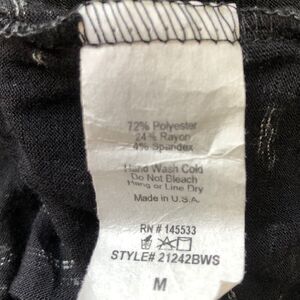 72% Polyester
24% Rayon
4% Spandex
Hand Wash Cold
Do Not Bleach
Hang or Line Dry
Made in U.S.A.
RN # 145533
STYLE# 21242BWS
M